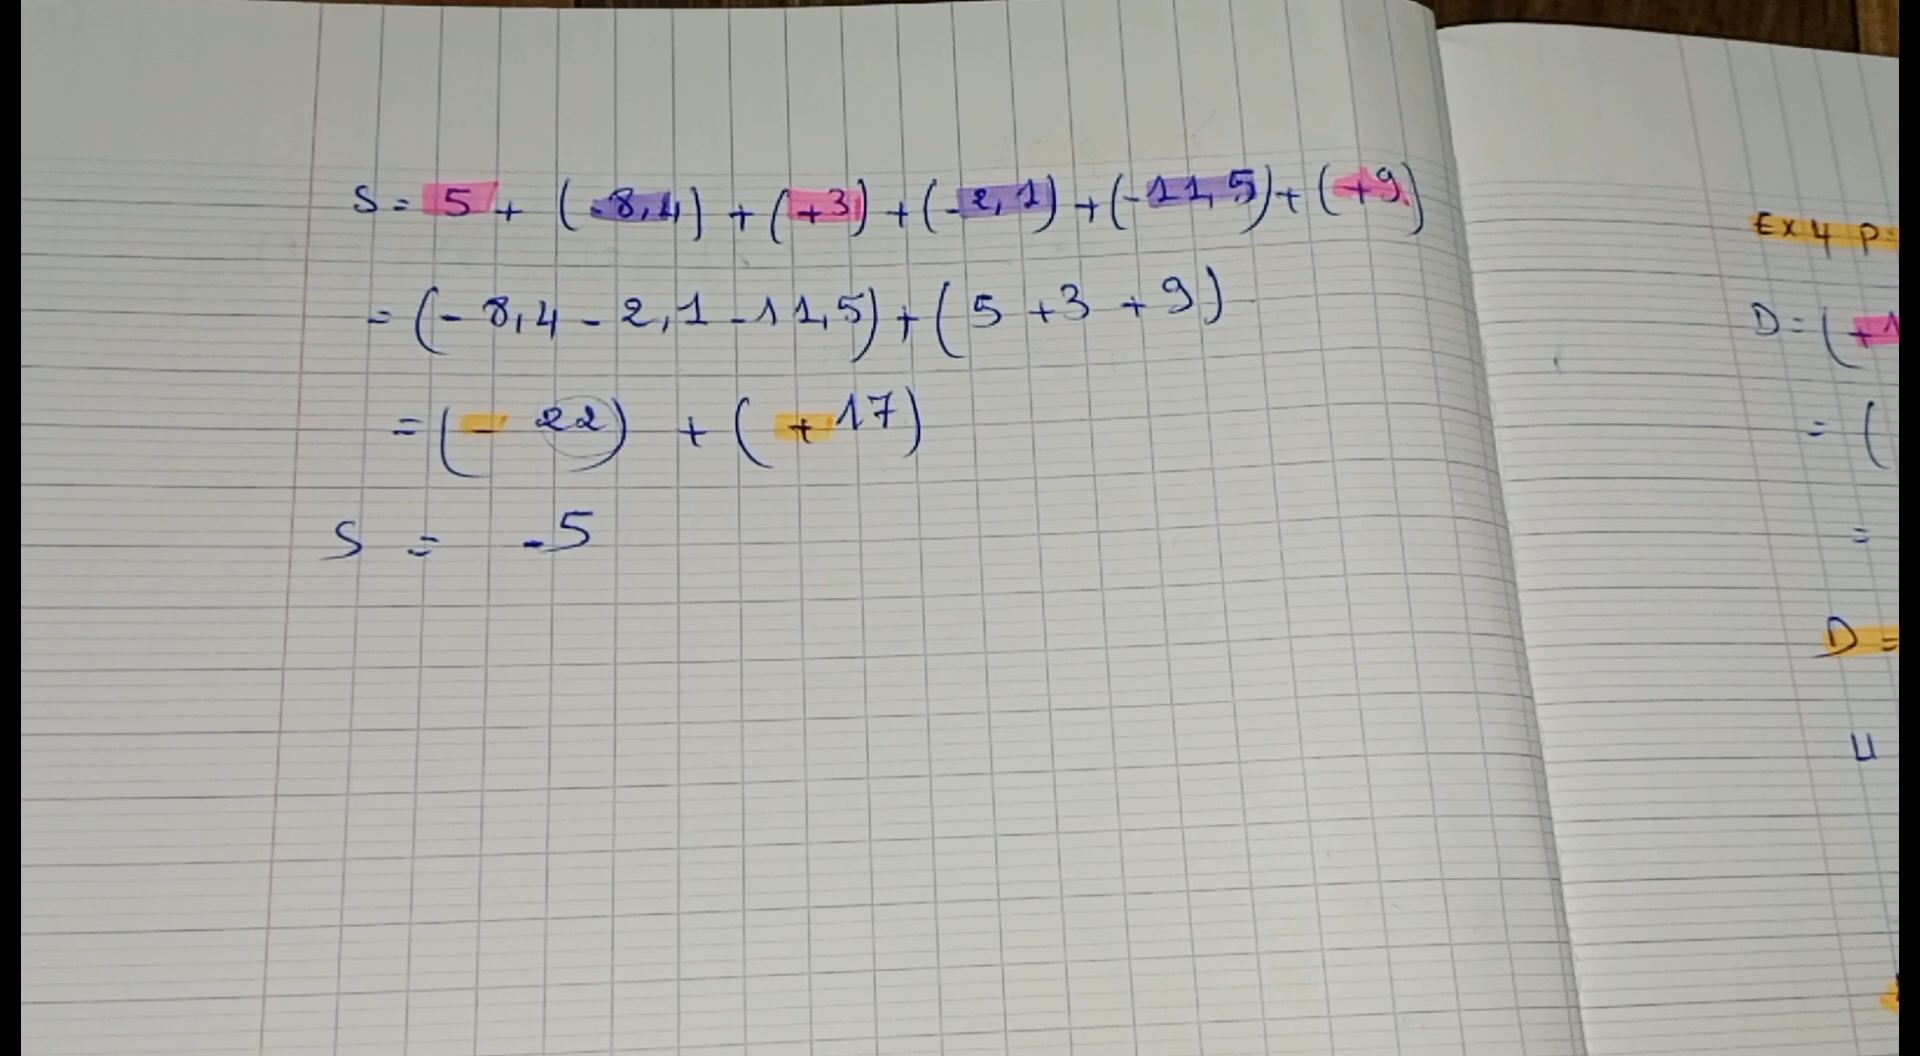 S = 5 + (-8,4) + (+3) + (-2,1) + (-11,5) + (+9)
= (- 8,4 - 2,1 - 11,5) + (5 + 3 + 9)
= (- 22) + (+ 17)
S = -5
Ex 4 p
D = (+1
= (
=
D =